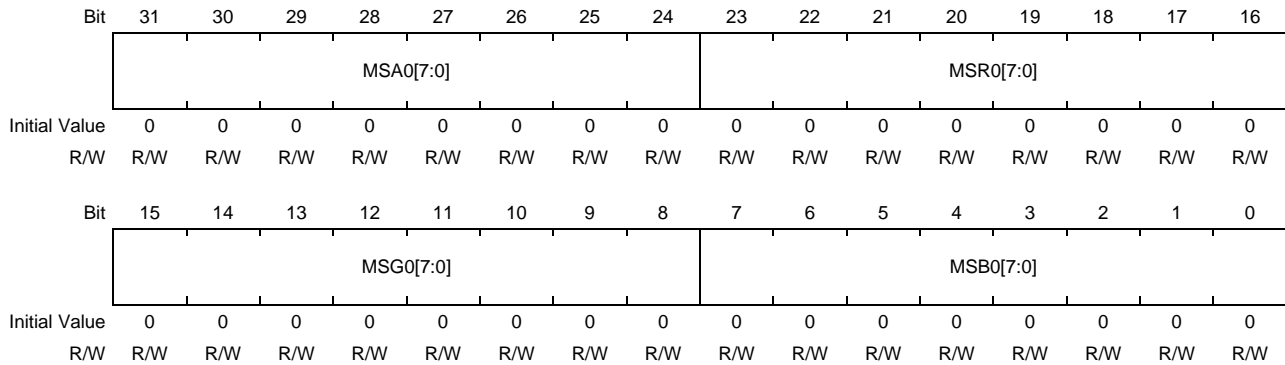 Bit 31 30 29 28 27 26 25 24 23 22 21 20 19 18 17 16
MSA0[7:0] MSR0[7:0]
Initial Value 0 0 0 0 0 0 0 0 0 0 0 0 0 0 0 0
R/W R/W R/W R/W R/W R/W R/W R/W R/W R/W R/W R/W R/W R/W R/W R/W R/W
Bit 15 14 13 12 11 10 9 8 7 6 5 4 3 2 1 0
MSG0[7:0] MSB0[7:0]
Initial Value 0 0 0 0 0 0 0 0 0 0 0 0 0 0 0 0
R/W R/W R/W R/W R/W R/W R/W R/W R/W R/W R/W R/W R/W R/W R/W R/W R/W